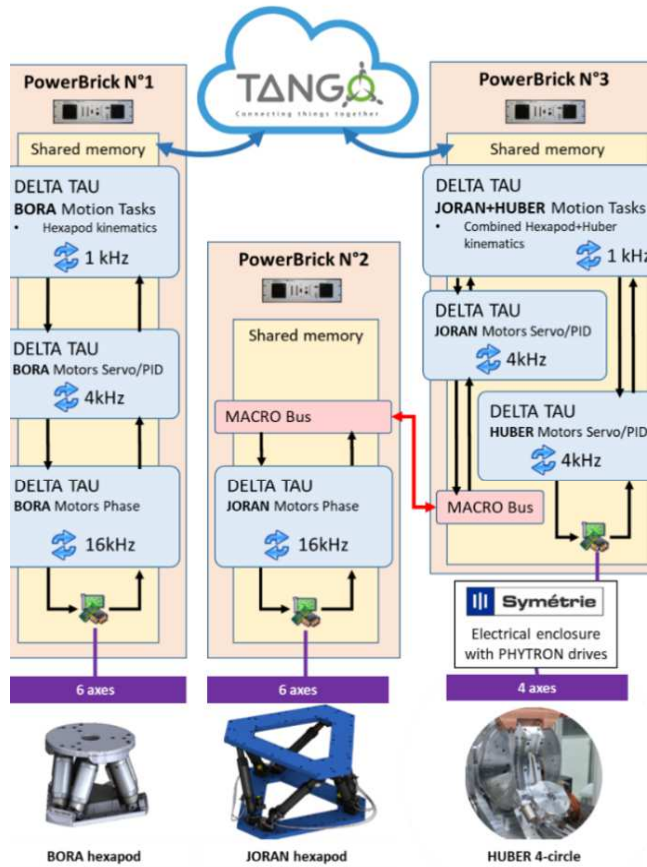 PowerBrick N°1
Shared memory
DELTA TAU
BORA Motion Tasks
• Hexapod kinematics
1 kHz
DELTA TAU
BORA Motors Servo/PID
4kHz
DELTA TAU
BORA Motors Phase
16kHz
6 axes
BORA hexapod
TANGO
Connecting things together
PowerBrick N°2
Shared memory
MACRO Bus
DELTA TAU
JORAN Motors Phase
16kHz
6 axes
JORAN hexapod
PowerBrick N°3
Shared memory
DELTA TAU
JORAN+HUBER Motion Tasks
• Combined Hexapod+Huber
kinematics
1 kHz
DELTA TAU
JORAN Motors Servo/PID
4kHz
DELTA TAU
HUBER Motors Servo/PID
4kHz
MACRO Bus
Symétrie
Electrical enclosure
with PHYTRON drives
4 axes
HUBER 4-circle